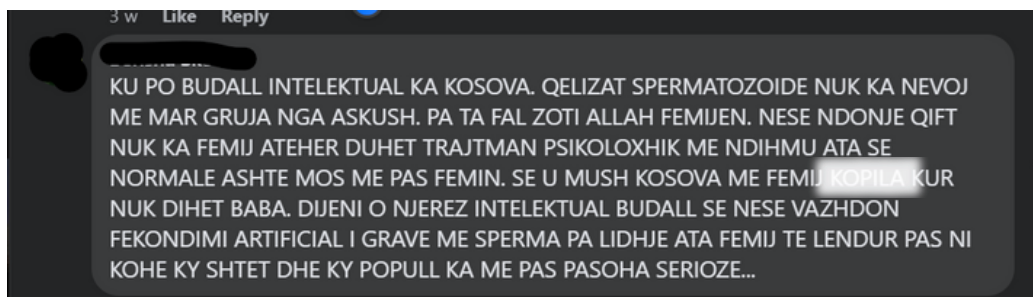 3 w Like Reply
KU PO BUDALL INTELEKTUAL KA KOSOVA. QELIZAT SPERMATOZOIDE NUK KA NEVOJ
ME MAR GRUJA NGA ASKUSH. PA TA FAL ZOTI ALLAH FEMIJEN. NESE NDONJE QIFT
NUK KA FEMIJ ATEHER DUHET TRAJTMAN PSIKOLOXHIK ME NDIHMU ATA SE
NORMALE ASHTE MOS ME PAS FEMIN. SE U MUSH KOSOVA ME FEMIJ KOPILA KUR
NUK DIHET BABA. DIJENI O NJEREZ INTELEKTUAL BUDALL SE NESE VAZHDON
FEKONDIMI ARTIFICIAL I GRAVE ME SPERMA PA LIDHJE ATA FEMIJ TE LENDUR PAS NI
KOHE KY SHTET DHE KY POPULL KA ME PAS PASOHA SERIOZE...